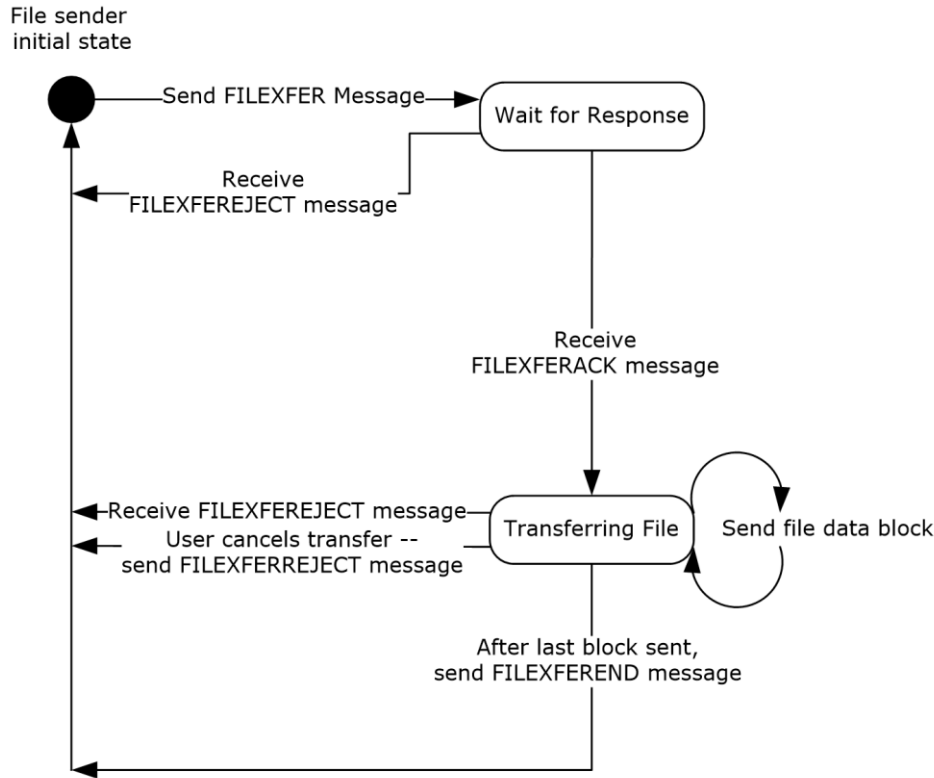 File sender
initial state
Send FILEXFER Message
Wait for Response
Receive
FILEXFEREJECT message
Receive
FILEXFERACK message
Receive FILEXFEREJECT message
Transferring File
Send file data block
User cancels transfer --
send FILEXFERREJECT message
After last block sent,
send FILEXFEREND message